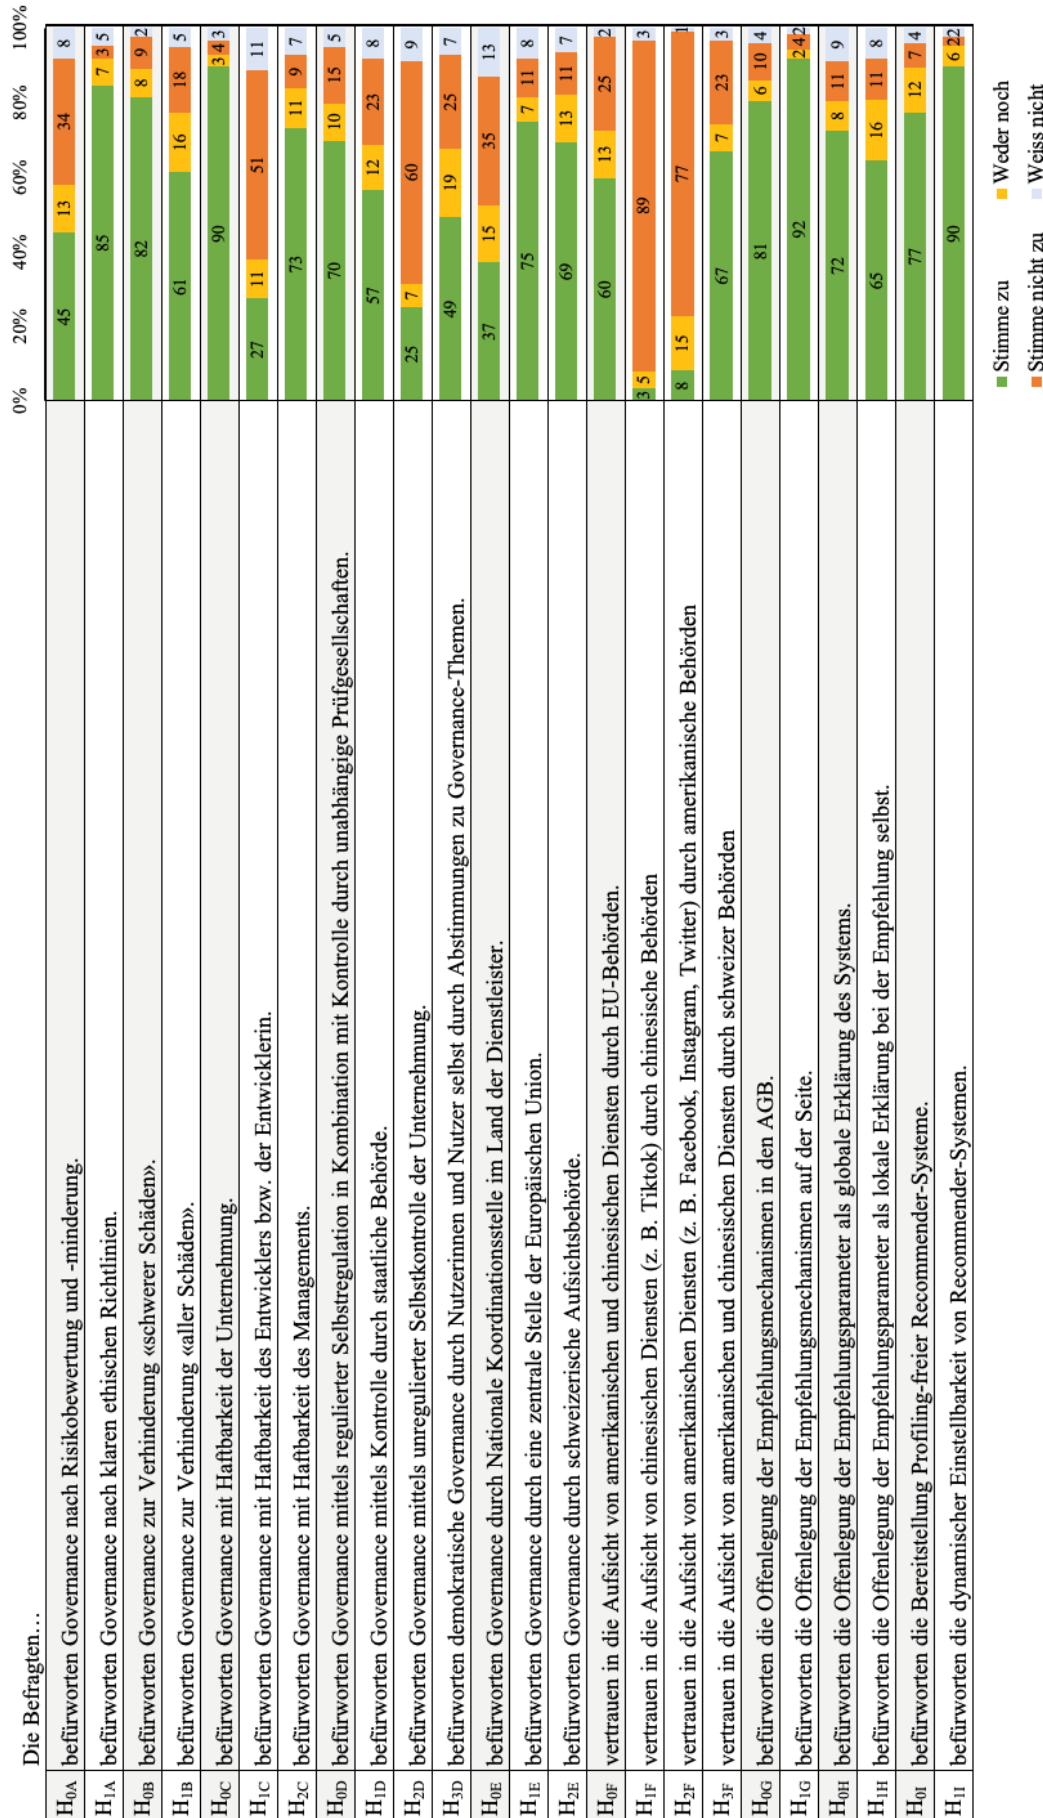 Die Befragten… 0% 20% 40% 60% 80% 100%
H0A befürworten Governance nach Risikobewertung und -minderung. 45 13 34 8
H1A befürworten Governance nach klaren ethischen Richtlinien. 85 7 3 5
H0B befürworten Governance zur Verhinderung «schwerer Schäden». 82 8 9 2
H1B befürworten Governance zur Verhinderung «aller Schäden». 61 16 18 5
H0C befürworten Governance mit Haftbarkeit der Unternehmung. 90 3 4 3
H1C befürworten Governance mit Haftbarkeit des Entwicklers bzw. der Entwicklerin. 27 11 51 11
H2C befürworten Governance mit Haftbarkeit des Managements. 73 11 9 7
H0D befürworten Governance mittels regulierter Selbstregulation in Kombination mit Kontrolle durch unabhängige Prüfgesellschaften. 70 10 15 5
H1D befürworten Governance mittels Kontrolle durch staatliche Behörde. 57 12 23 8
H2D befürworten Governance mittels unregulierter Selbstkontrolle der Unternehmung. 25 7 60 9
H3D befürworten demokratische Governance durch Nutzerinnen und Nutzer selbst durch Abstimmungen zu Governance-Themen. 49 19 25 7
H0E befürworten Governance durch Nationale Koordinationsstelle im Land der Dienstleister. 37 15 35 13
H1E befürworten Governance durch eine zentrale Stelle der Europäischen Union. 75 7 11 8
H2E befürworten Governance durch schweizerische Aufsichtsbehörde. 69 13 11 7
H0F vertrauen in die Aufsicht von amerikanischen und chinesischen Diensten durch EU-Behörden. 60 13 25 2
H1F vertrauen in die Aufsicht von chinesischen Diensten (z. B. Tiktok) durch chinesische Behörden 3 5 89 3
H2F vertrauen in die Aufsicht von amerikanischen Diensten (z. B. Facebook, Instagram, Twitter) durch amerikanische Behörden 8 15 77 1
H3F vertrauen in die Aufsicht von amerikanischen und chinesischen Diensten durch schweizer Behörden 67 7 23 3
H0G befürworten die Offenlegung der Empfehlungsmechanismen in den AGB. 81 6 10 4
H1G befürworten die Offenlegung der Empfehlungsmechanismen auf der Seite. 92 2 4 2
H0H befürworten die Offenlegung der Empfehlungsparameter als globale Erklärung des Systems. 72 8 11 9
H1H befürworten die Offenlegung der Empfehlungsparameter als lokale Erklärung bei der Empfehlung selbst. 65 16 11 8
H0I befürworten die Bereitstellung Profiling-freier Recommender-Systeme. 77 12 7 4
H1I befürworten die dynamischer Einstellbarkeit von Recommender-Systemen. 90 6 2 2
Stimme zu Weder noch
Stimme nicht zu Weiss nicht